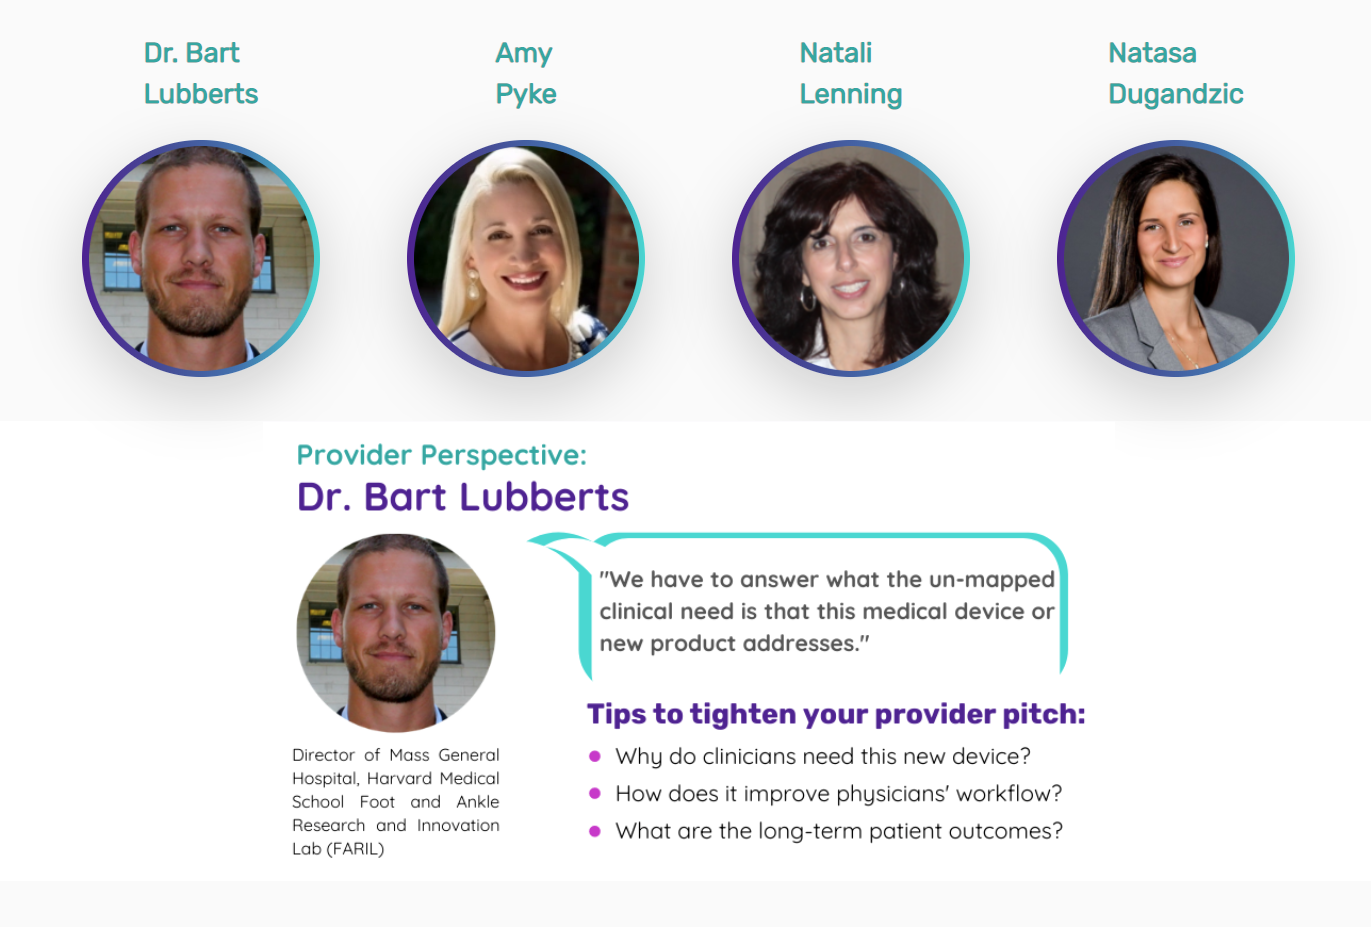 Dr. Bart
Lubberts
Amy
Pyke
Natali
Lenning
Natasa
Dugandzic
Provider Perspective:
Dr. Bart Lubberts
"We have to answer what the un-mapped
clinical need is that this medical device or
new product addresses."
Director of Mass General
Hospital, Harvard Medical
School Foot and Ankle
Research and Innovation
Lab (FARIL)
Tips to tighten your provider pitch:
Why do clinicians need this new device?
How does it improve physicians' workflow?
What are the long-term patient outcomes?